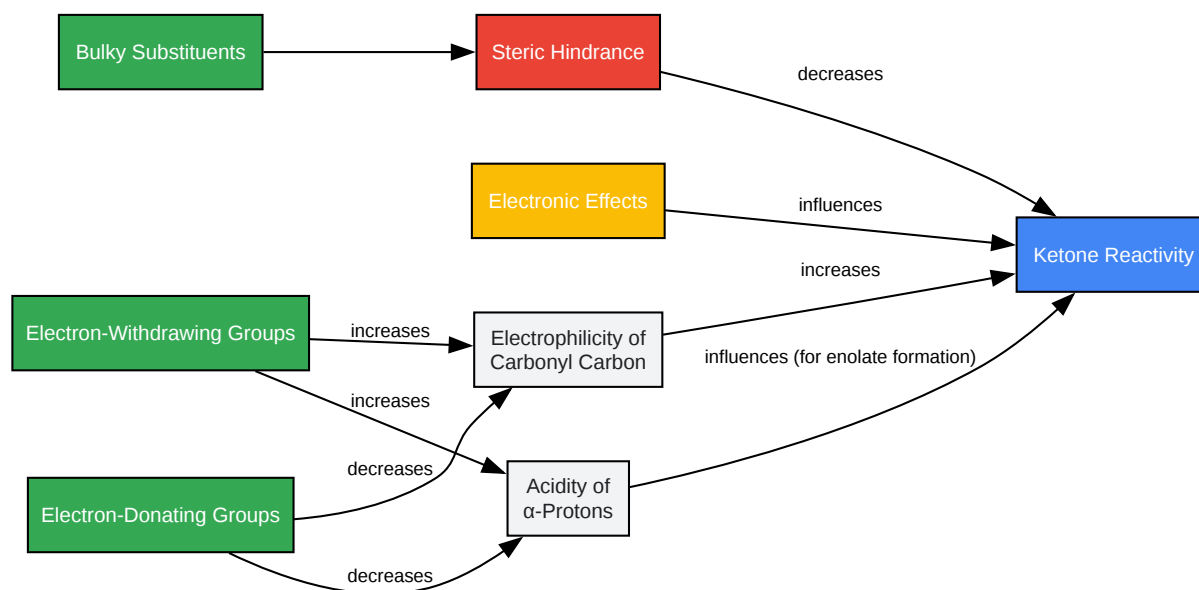 Bulky Substituents
Steric Hindrance
decreases
Electronic Effects
influences
Ketone Reactivity
increases
Electron-Withdrawing Groups
increases
Electrophilicity of
Carbonyl Carbon
influences (for enolate formation)
increases
decreases
Acidity of
α-Protons
Electron-Donating Groups
decreases